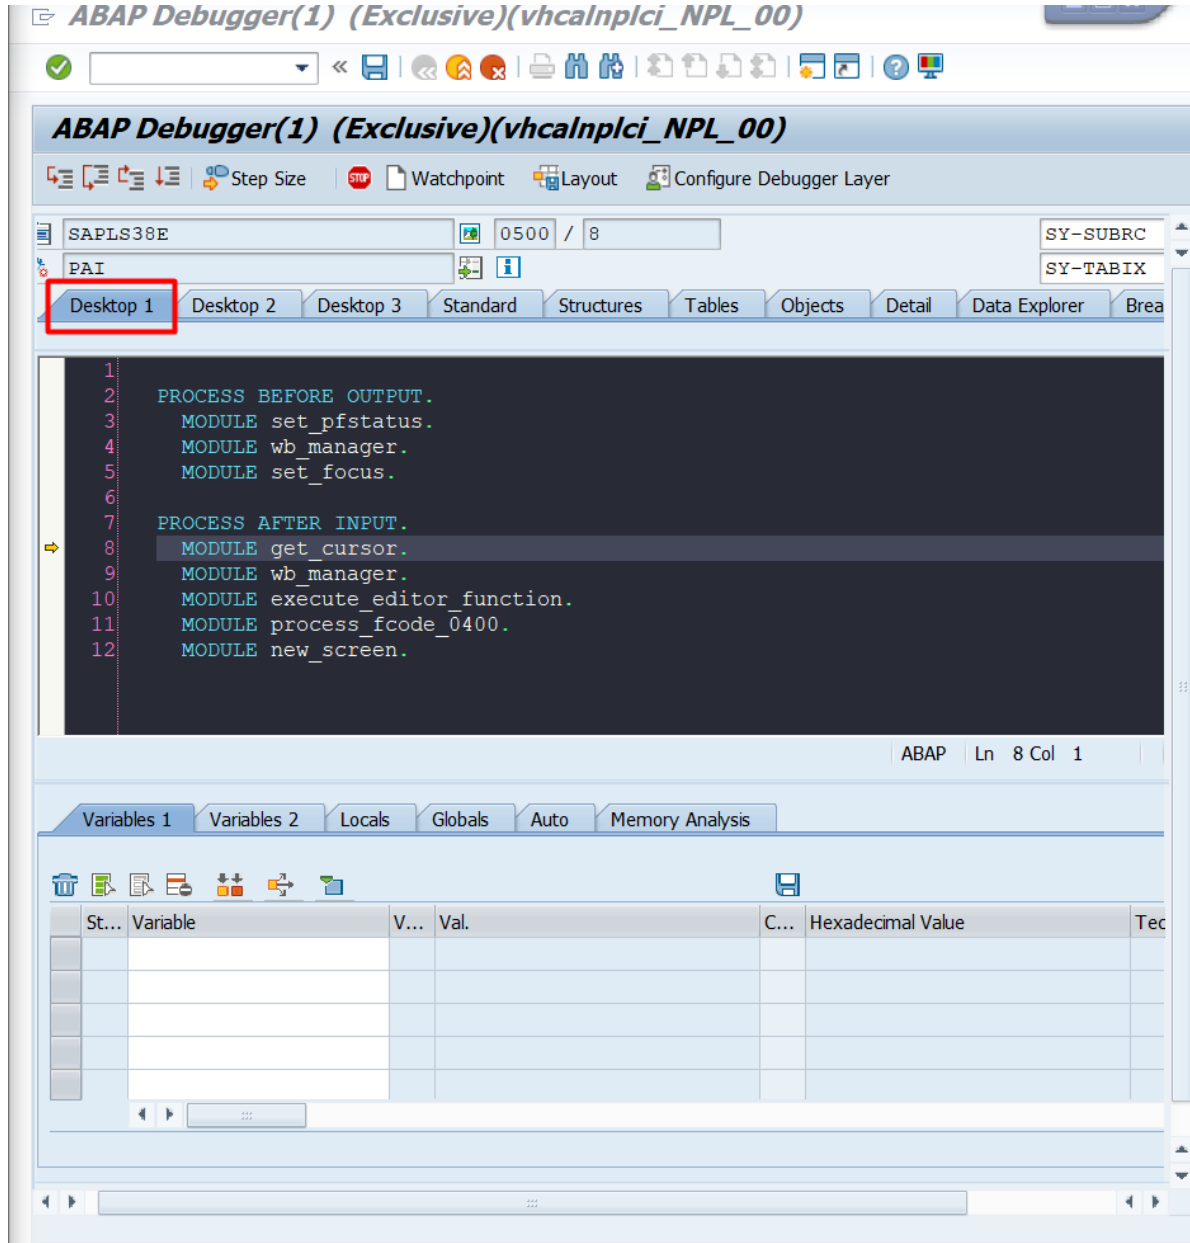 ABAP Debugger(1) (Exclusive)(vhcalnplci_NPL_00)
ABAP Debugger(1) (Exclusive)(vhcalnplci_NPL_00)
Step Size STOP Watchpoint Layout Configure Debugger Layer
SAPLS38E 0500 / 8 SY-SUBRC
PAI SY-TABIX
Desktop 1 Desktop 2 Desktop 3 Standard Structures Tables Objects Detail Data Explorer Brea
1
2 PROCESS BEFORE OUTPUT.
3 MODULE set_pfstatus.
4 MODULE wb_manager.
5 MODULE set_focus.
6
7 PROCESS AFTER INPUT.
8 MODULE get_cursor.
9 MODULE wb_manager.
10 MODULE execute_editor_function.
11 MODULE process_fcode_0400.
12 MODULE new_screen.
ABAP Ln 8 Col 1
Variables 1 Variables 2 Locals Globals Auto Memory Analysis
St... Variable V... Val. C... Hexadecimal Value Tec